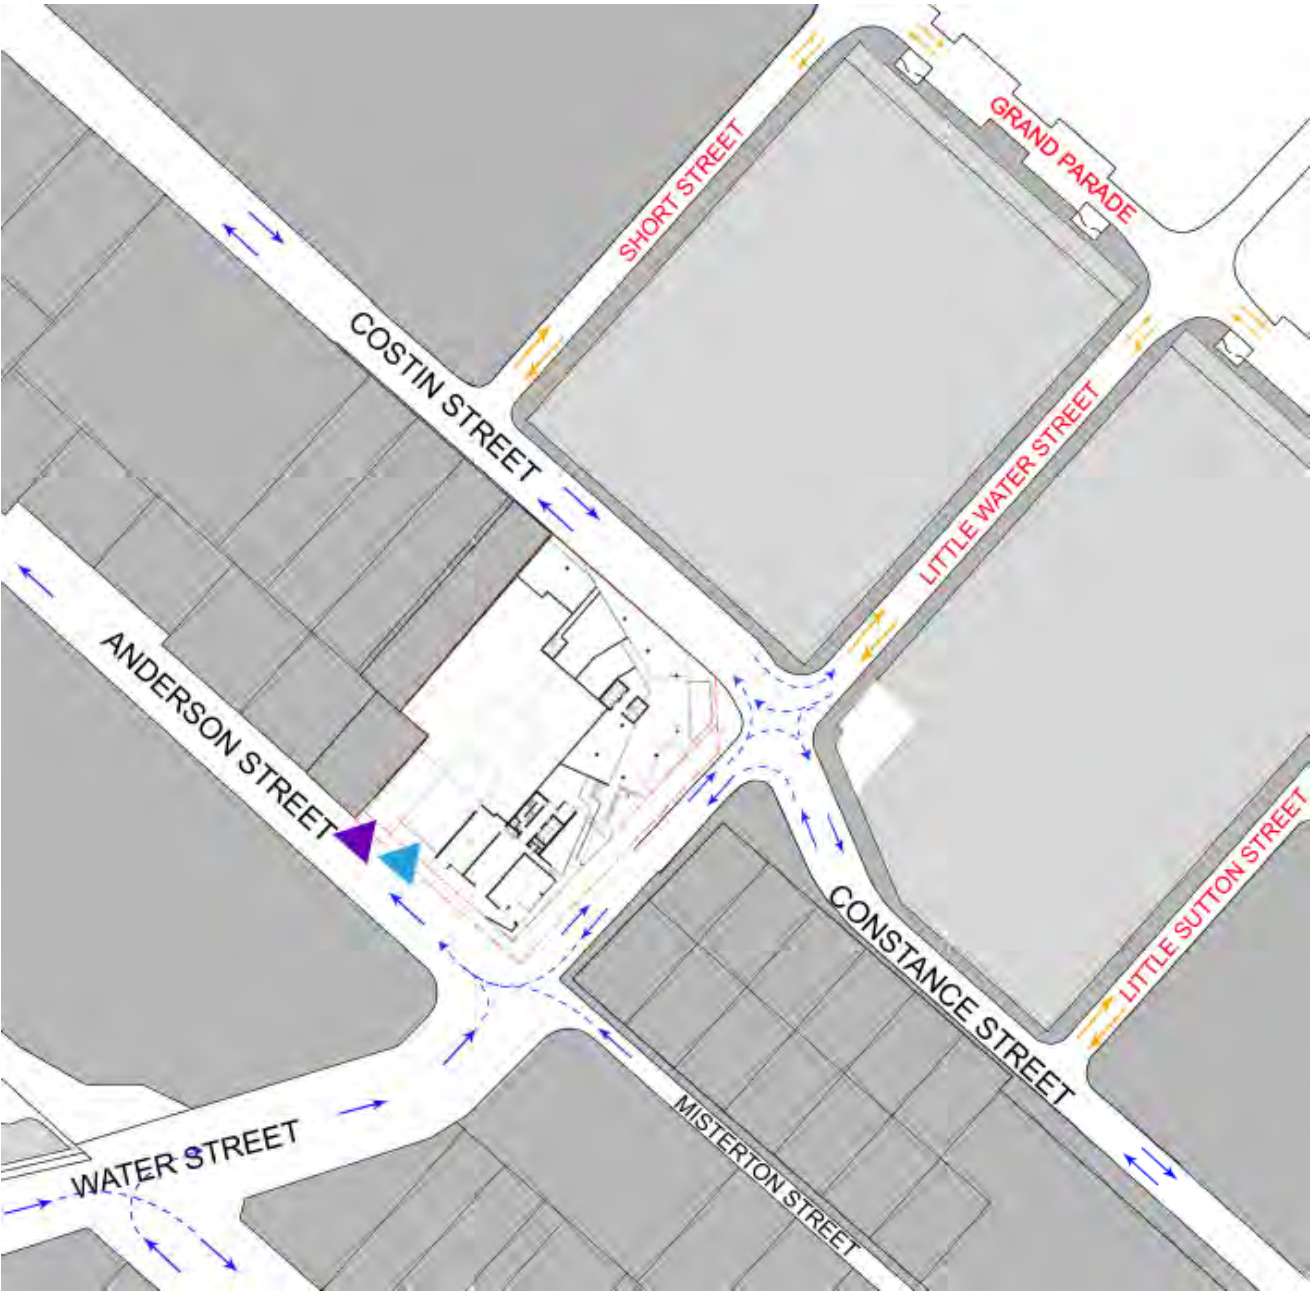 GRAND PARADE
SHORT STREET
COSTIN STREET
LITTLE WATER STREET
ANDERSON STREET
LITTLE SUTTON STREET
CONSTANCE STREET
MISTERTON STREET
WATER STREET